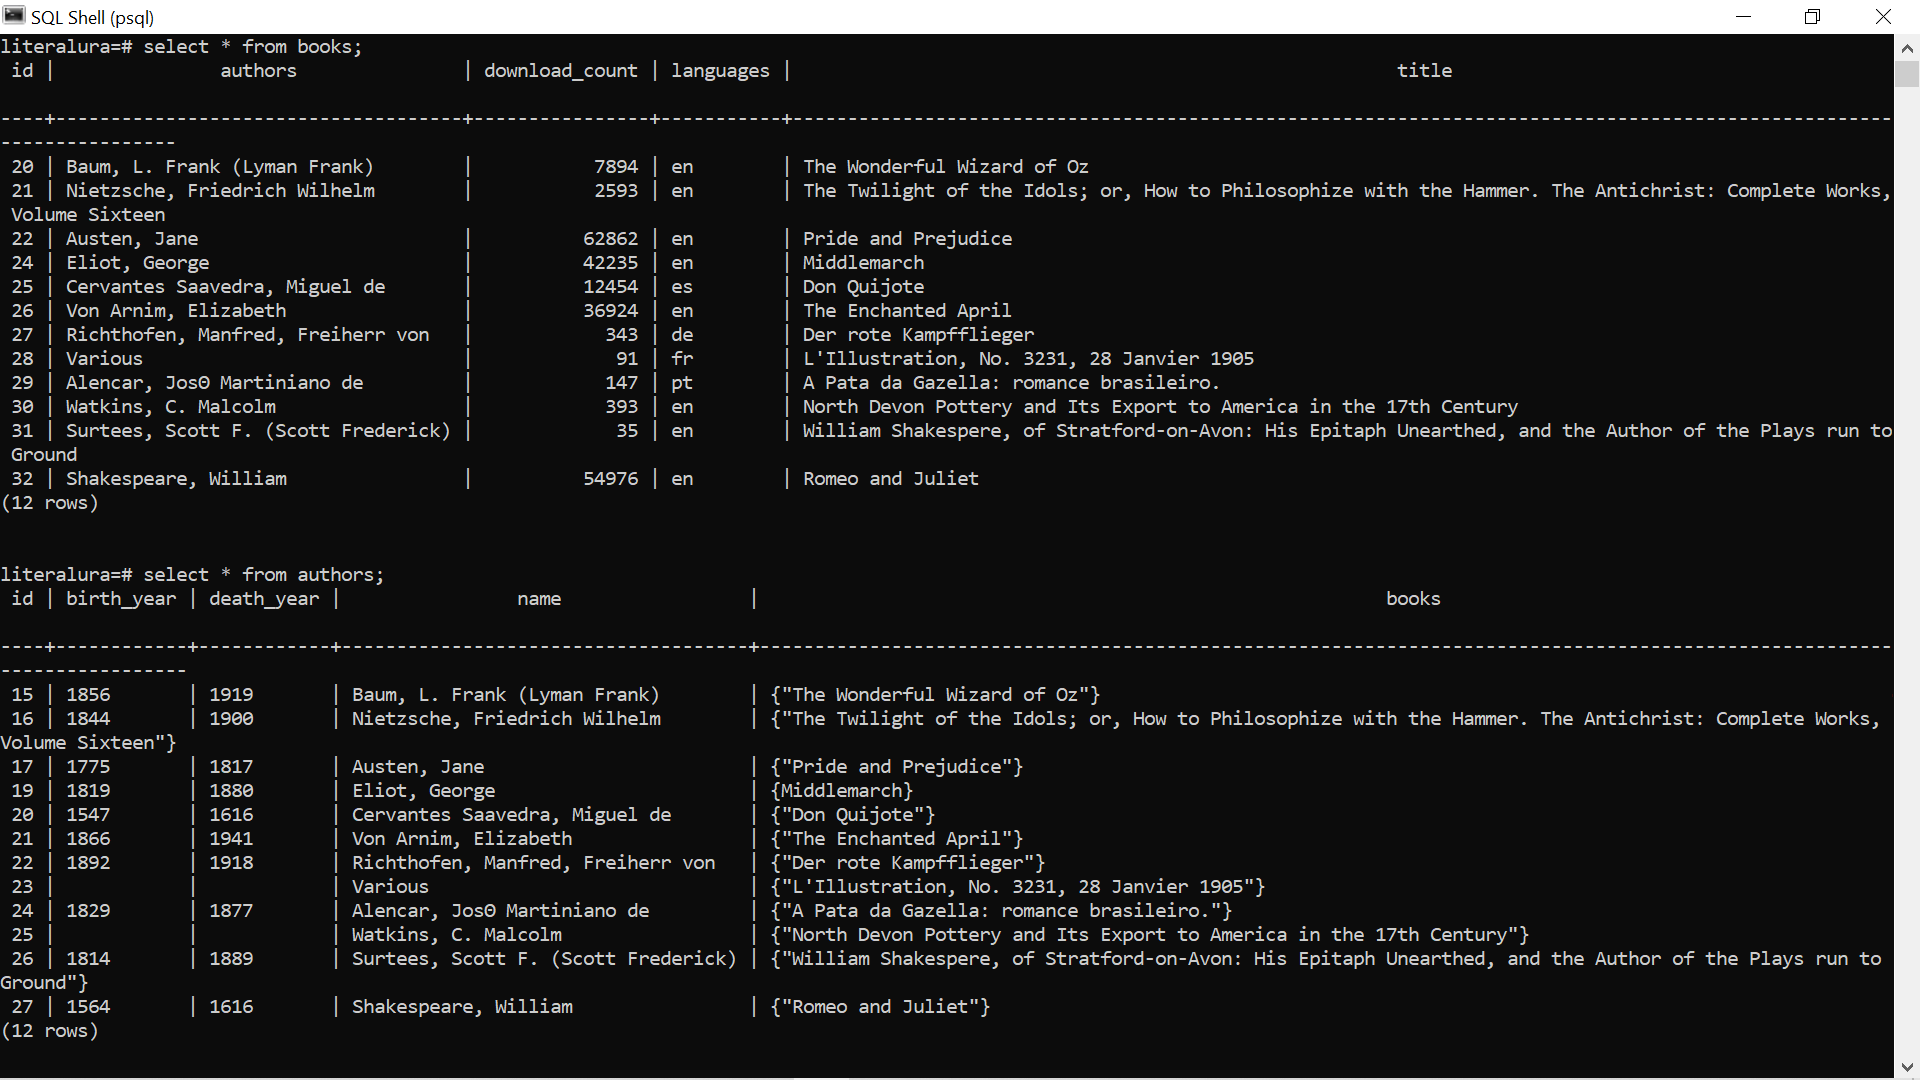 SQL Shell (psql)
literalura=# select * from books;
 id |               authors               | download_count | languages |                                                       title

----+-------------------------------------+----------------+-----------+----------------------------------------------------------------------------------------------------
----------------
 20 | Baum, L. Frank (Lyman Frank)        |           7894 | en        | The Wonderful Wizard of Oz
 21 | Nietzsche, Friedrich Wilhelm        |           2593 | en        | The Twilight of the Idols; or, How to Philosophize with the Hammer. The Antichrist: Complete Works,
 Volume Sixteen
 22 | Austen, Jane                        |          62862 | en        | Pride and Prejudice
 24 | Eliot, George                       |          42235 | en        | Middlemarch
 25 | Cervantes Saavedra, Miguel de       |          12454 | es        | Don Quijote
 26 | Von Arnim, Elizabeth                |          36924 | en        | The Enchanted April
 27 | Richthofen, Manfred, Freiherr von   |            343 | de        | Der rote Kampfflieger
 28 | Various                             |             91 | fr        | L'Illustration, No. 3231, 28 Janvier 1905
 29 | Alencar, JosΘ Martiniano de         |            147 | pt        | A Pata da Gazella: romance brasileiro.
 30 | Watkins, C. Malcolm                 |            393 | en        | North Devon Pottery and Its Export to America in the 17th Century
 31 | Surtees, Scott F. (Scott Frederick) |             35 | en        | William Shakespere, of Stratford-on-Avon: His Epitaph Unearthed, and the Author of the Plays run to
 Ground
 32 | Shakespeare, William                |          54976 | en        | Romeo and Juliet
(12 rows)

literalura=# select * from authors;
 id | birth_year | death_year |                name                 |                                                         books

----+------------+------------+-------------------------------------+-------------------------------------------------------------------------------------------------------
-----------------
 15 | 1856       | 1919       | Baum, L. Frank (Lyman Frank)        | {"The Wonderful Wizard of Oz"}
 16 | 1844       | 1900       | Nietzsche, Friedrich Wilhelm        | {"The Twilight of the Idols; or, How to Philosophize with the Hammer. The Antichrist: Complete Works,
Volume Sixteen"}
 17 | 1775       | 1817       | Austen, Jane                        | {"Pride and Prejudice"}
 19 | 1819       | 1880       | Eliot, George                       | {Middlemarch}
 20 | 1547       | 1616       | Cervantes Saavedra, Miguel de       | {"Don Quijote"}
 21 | 1866       | 1941       | Von Arnim, Elizabeth                | {"The Enchanted April"}
 22 | 1892       | 1918       | Richthofen, Manfred, Freiherr von   | {"Der rote Kampfflieger"}
 23 |            |            | Various                             | {"L'Illustration, No. 3231, 28 Janvier 1905"}
 24 | 1829       | 1877       | Alencar, JosΘ Martiniano de         | {"A Pata da Gazella: romance brasileiro."}
 25 |            |            | Watkins, C. Malcolm                 | {"North Devon Pottery and Its Export to America in the 17th Century"}
 26 | 1814       | 1889       | Surtees, Scott F. (Scott Frederick) | {"William Shakespere, of Stratford-on-Avon: His Epitaph Unearthed, and the Author of the Plays run to
Ground"}
 27 | 1564       | 1616       | Shakespeare, William                | {"Romeo and Juliet"}
(12 rows)